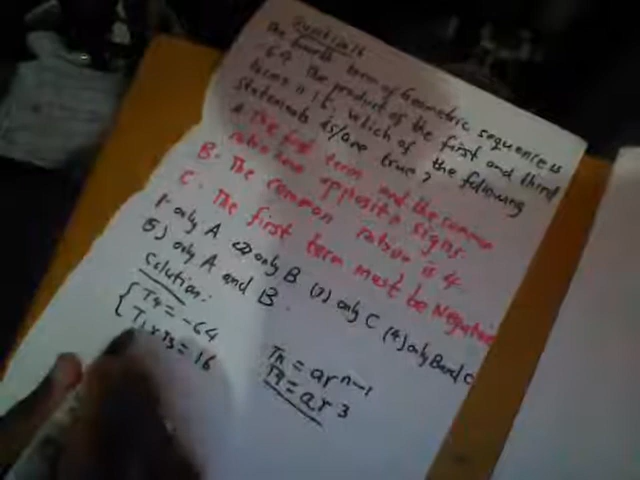 Question 16
The fourth term of Geometric sequence is
-64. The product of the first and third
terms is 16. Which of the following
statements is/are true?
A. The first term and the common
ratio have opposite signs.
B. The common ratio is 4
C. The first term must be Negative
1. only A (2) only B (3) only C (4) only B and C
5) only A and B.
Solution:
T4 = -64
T1 x T3 = 16
Tn = ar n-1
T4 = ar 3